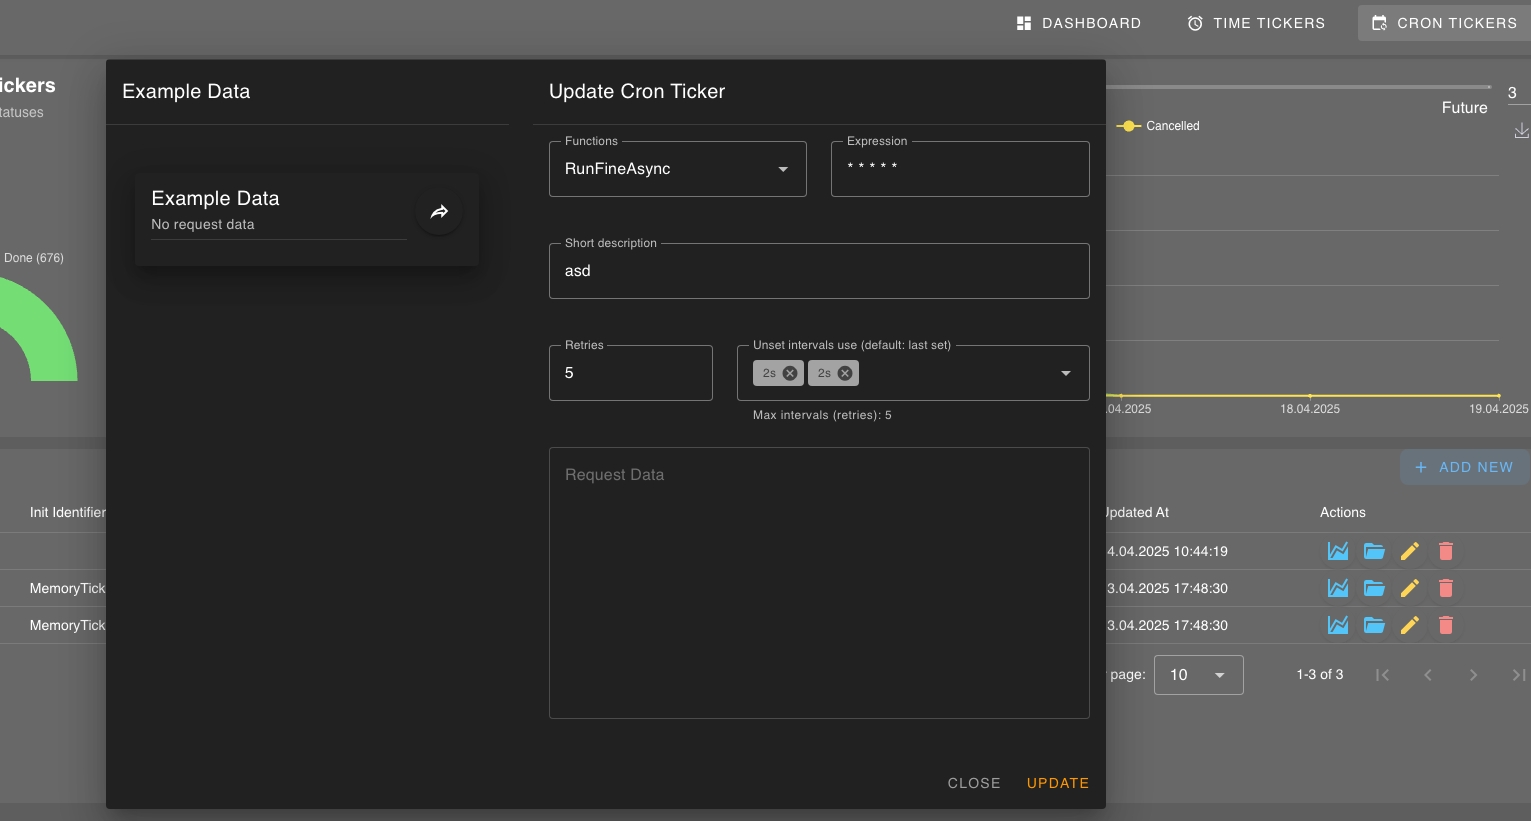 DASHBOARD
TIME TICKERS
CRON TICKERS
ickers
tatuses
Example Data
Update Cron Ticker
3
Future
Cancelled
Functions
RunFineAsync
Expression
* * * * *
Example Data
No request data
Short description
asd
Done (676)
Retries
5
Unset intervals use (default: last set)
2s
2s
Max intervals (retries): 5
.04.2025
18.04.2025
19.04.2025
Request Data
ADD NEW
Init Identifier
Updated At
Actions
4.04.2025 10:44:19
MemoryTick
3.04.2025 17:48:30
MemoryTick
3.04.2025 17:48:30
page:
10
1-3 of 3
CLOSE
UPDATE